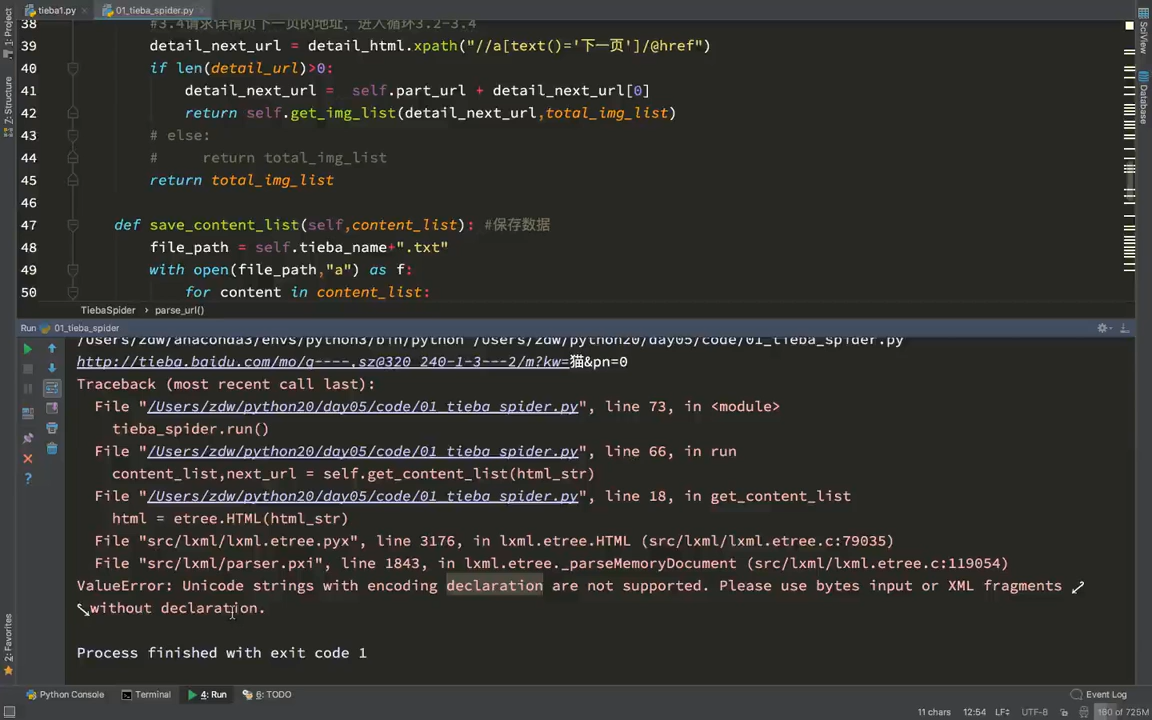 1: Project
tieba1.py
01_tieba_spider.py
38 #3.4请求详情页下一页的地址，进入循环3.2-3.4
39 detail_next_url = detail_html.xpath("//a[text()='下一页']/@href")
40 if len(detail_url)>0:
41 detail_next_url =  self.part_url + detail_next_url[0]
42 return self.get_img_list(detail_next_url,total_img_list)
43 # else:
44 #     return total_img_list
45 return total_img_list
46
47 def save_content_list(self,content_list): #保存数据
48 file_path = self.tieba_name+".txt"
49 with open(file_path,"a") as f:
50 for content in content_list:
TiebaSpider > parse_url()
Z: Structure
SciView
Database
Run 01_tieba_spider
/Users/zdw/anaconda3/envs/python3/bin/python /Users/zdw/python20/day05/code/01_tieba_spider.py
http://tieba.baidu.com/mo/q----,sz@320_240-1-3---2/m?kw=猫&pn=0
Traceback (most recent call last):
File "/Users/zdw/python20/day05/code/01_tieba_spider.py", line 73, in <module>
tieba_spider.run()
File "/Users/zdw/python20/day05/code/01_tieba_spider.py", line 66, in run
content_list,next_url = self.get_content_list(html_str)
File "/Users/zdw/python20/day05/code/01_tieba_spider.py", line 18, in get_content_list
html = etree.HTML(html_str)
File "src/lxml/lxml.etree.pyx", line 3176, in lxml.etree.HTML (src/lxml/lxml.etree.c:79035)
File "src/lxml/parser.pxi", line 1843, in lxml.etree._parseMemoryDocument (src/lxml/lxml.etree.c:119054)
ValueError: Unicode strings with encoding declaration are not supported. Please use bytes input or XML fragments
without declaration.
Process finished with exit code 1
2: Favorites
Python Console
Terminal
4: Run
6: TODO
Event Log
11 chars
12:54
LF
UTF-8
180 of 725M